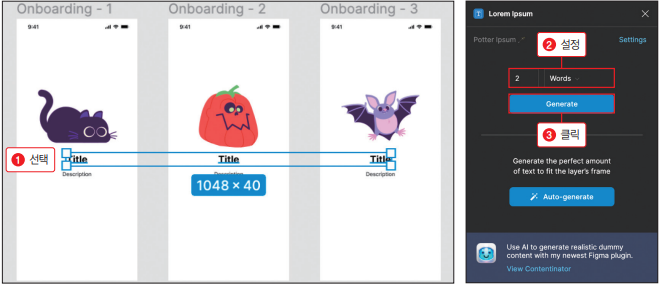 Onboarding - 1
Onboarding - 2
Onboarding - 3
9:41
9:41
9:41
1 선택
Title
Title
Title
Description
Description
Description
1048 × 40
Lorem Ipsum
Potter Ipsum
Settings
2 설정
2
Words
Generate
3 클릭
Generate the perfect amount
of text to fit the layer's frame
Auto-generate
Use AI to generate realistic dummy
content with my newest Figma plugin.
View Contentinator